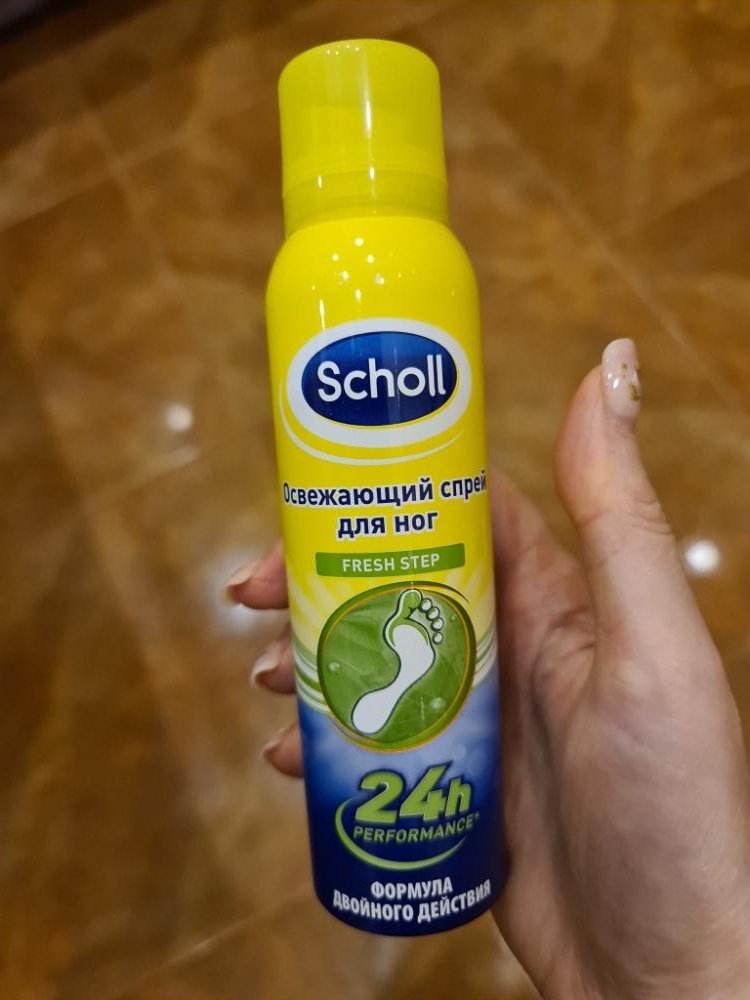 Scholl
Освежающий спрей
для ног
FRESH STEP
24h
PERFORMANCE*
ФОРМУЛА
ДВОЙНОГО ДЕЙСТВИЯ